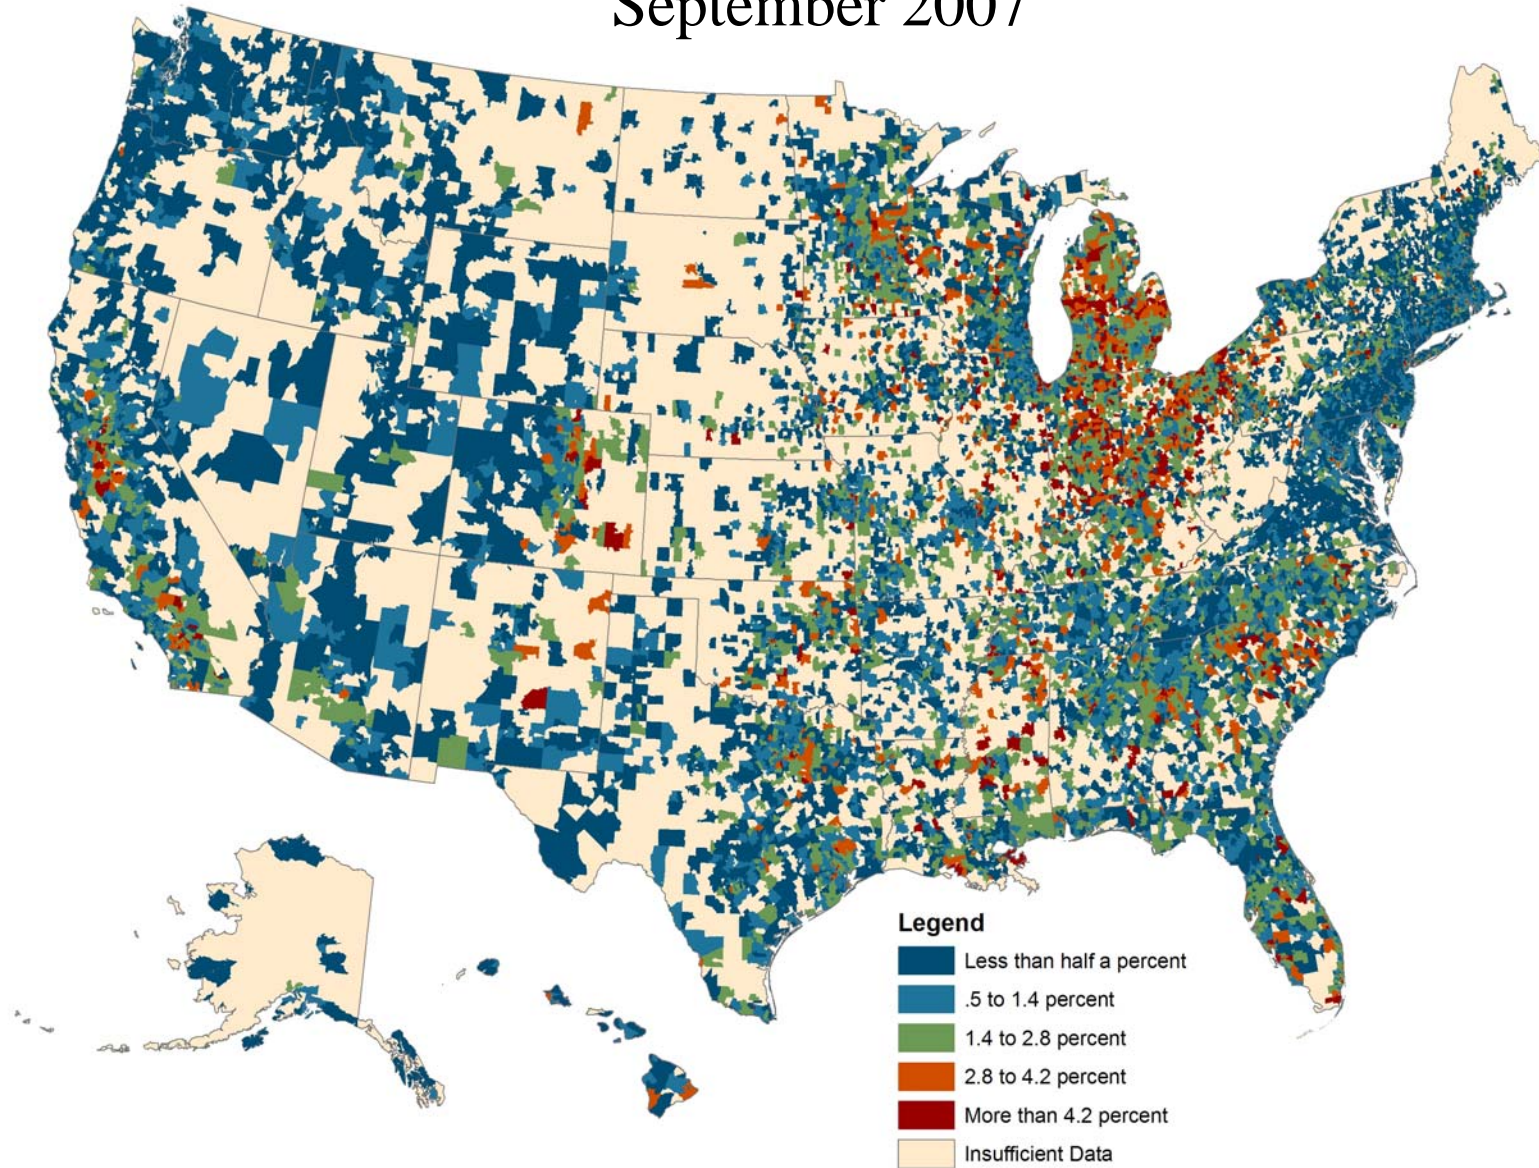 September 2007
Legend
Less than half a percent
.5 to 1.4 percent
1.4 to 2.8 percent
2.8 to 4.2 percent
More than 4.2 percent
Insufficient Data